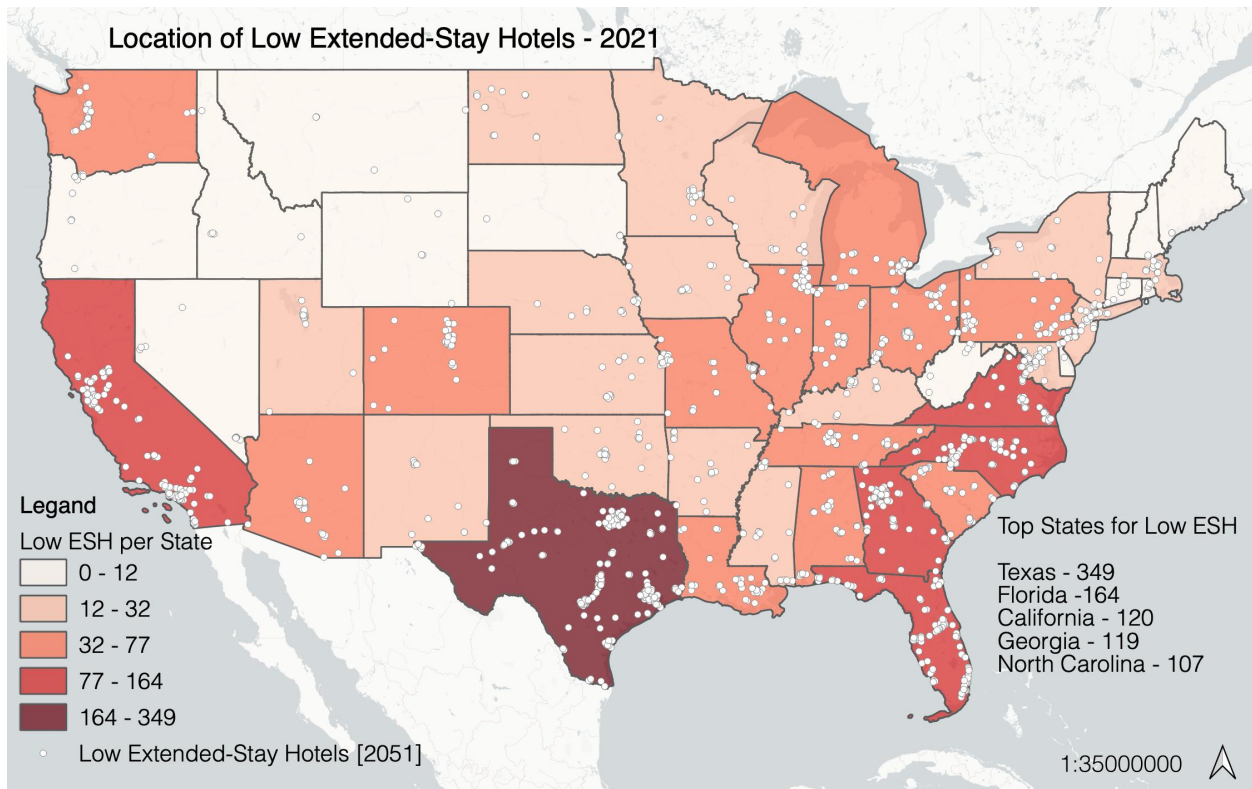 Location of Low Extended-Stay Hotels - 2021
Legand
Low ESH per State
0 - 12
12 - 32
32 - 77
77 - 164
164 - 349
Low Extended-Stay Hotels [2051]
Top States for Low ESH
Texas - 349
Florida -164
California - 120
Georgia - 119
North Carolina - 107
1:35000000